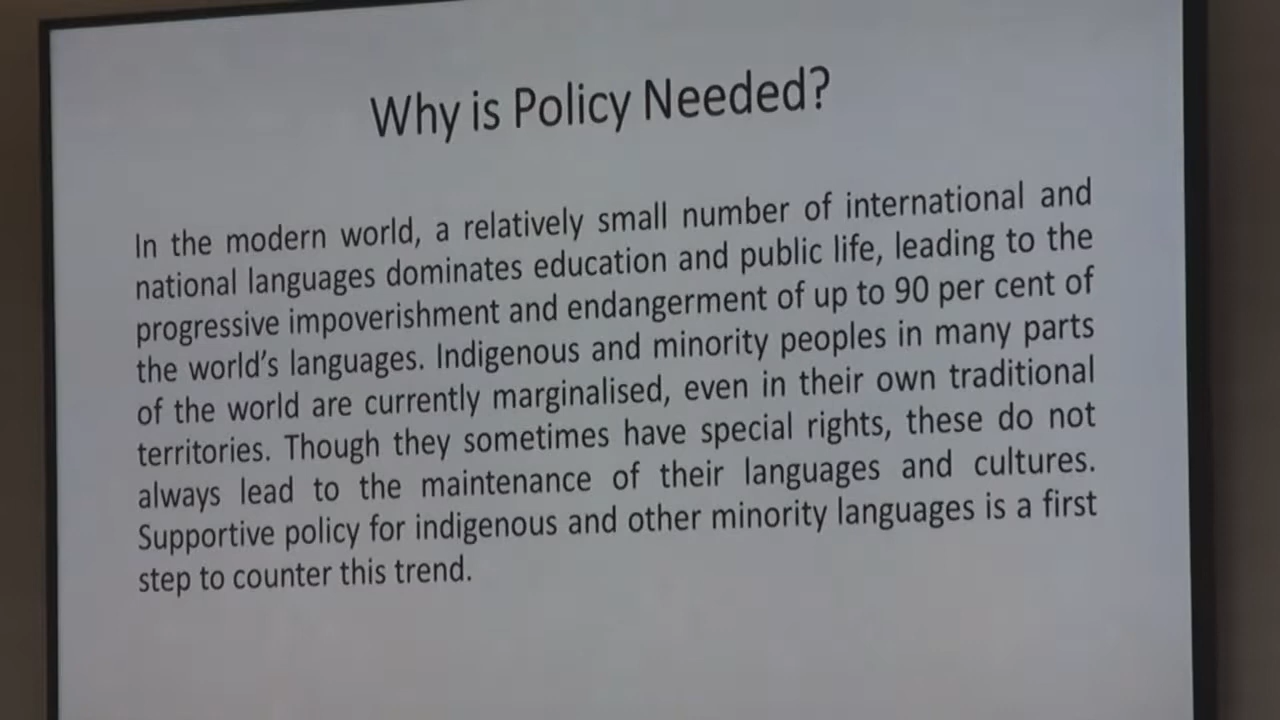 Why is Policy Needed?
In the modern world, a relatively small number of international and
national languages dominates education and public life, leading to the
progressive impoverishment and endangerment of up to 90 per cent of
the world's languages. Indigenous and minority peoples in many parts
of the world are currently marginalised, even in their own traditional
territories. Though they sometimes have special rights, these do not
always lead to the maintenance of their languages and cultures.
Supportive policy for indigenous and other minority languages is a first
step to counter this trend.